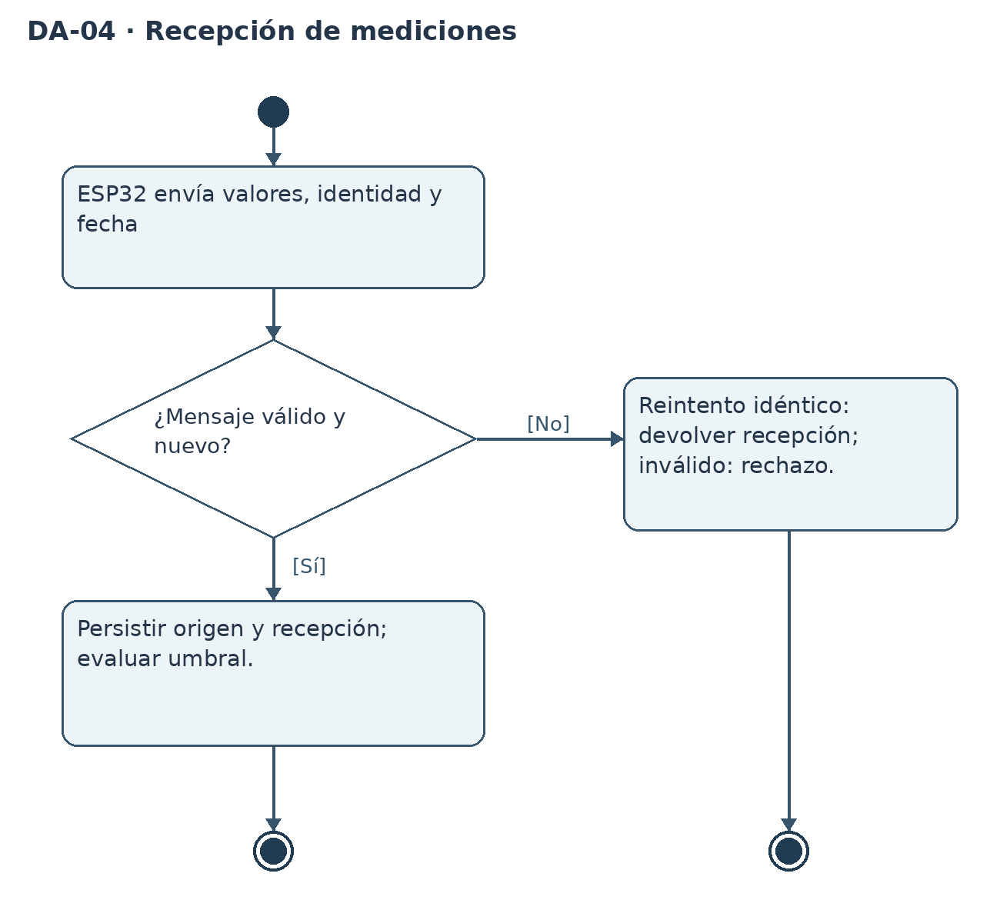 DA-04 · Recepción de mediciones
ESP32 envía valores, identidad y
fecha
¿Mensaje válido y
nuevo?
[No]
Reintento idéntico:
devolver recepción;
inválido: rechazo.
[Sí]
Persistir origen y recepción;
evaluar umbral.